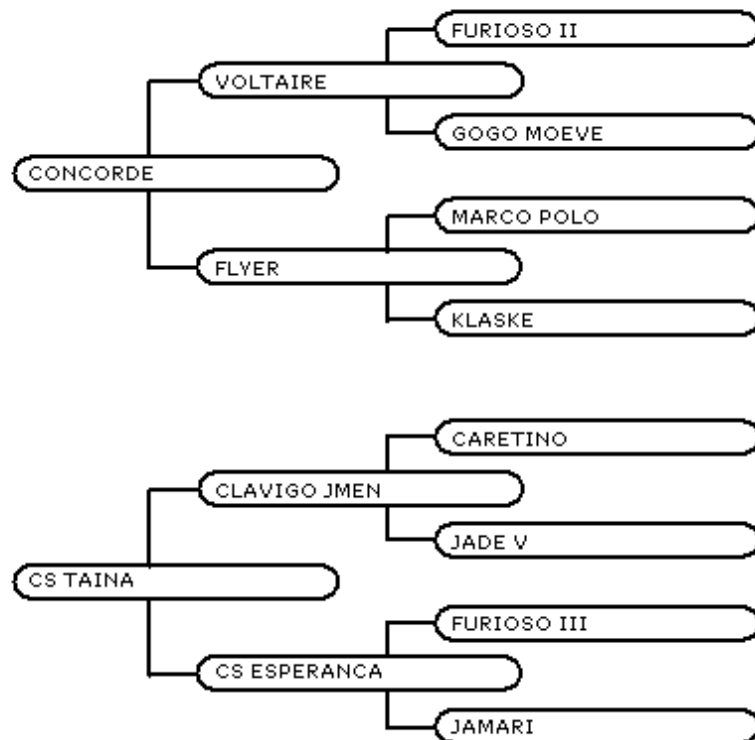 FURIOSO II
VOLTAIRE
GOGO MOEVE
CONCORDE
MARCO POLO
FLYER
KLASKE
CARETINO
CLAVIGO JMEN
JADE V
CS TAINA
FURIOSO III
CS ESPERANCA
JAMARI